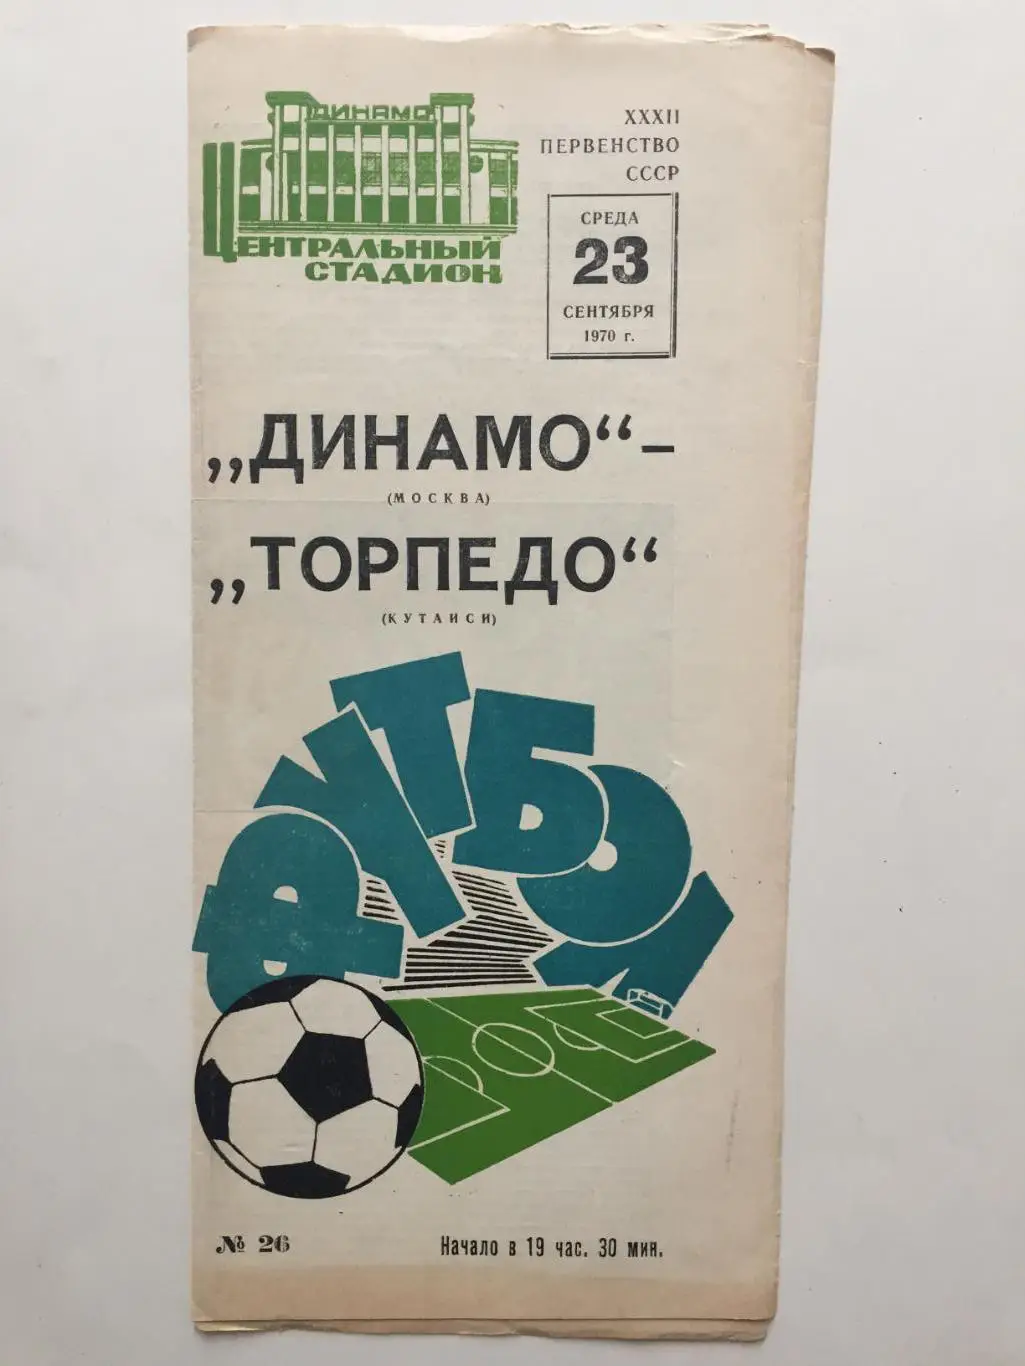 ДИНАМО
ЦЕНТРАЛЬНЫЙ
СТАДИОН
XXXII
ПЕРВЕНСТВО
СССР
СРЕДА
23
СЕНТЯБРЯ
1970 г.
„ДИНАМО“ –
(МОСКВА)
„ТОРПЕДО“
(КУТАИСИ)
ФУТБОЛ
№ 26
Начало в 19 час. 30 мин.